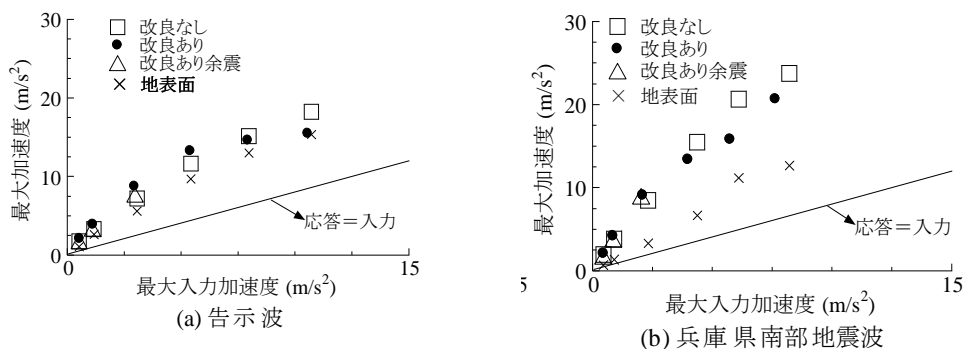 30
20
10
0
最大加速度 (m/s²)
改良なし
改良あり
改良あり余震
地表面
応答＝入力
0
15
最大入力加速度 (m/s²)
(a) 告示波
30
20
10
0
最大加速度 (m/s²)
改良なし
改良あり
改良あり余震
地表面
応答＝入力
5
0
15
最大入力加速度 (m/s²)
(b) 兵庫県南部地震波